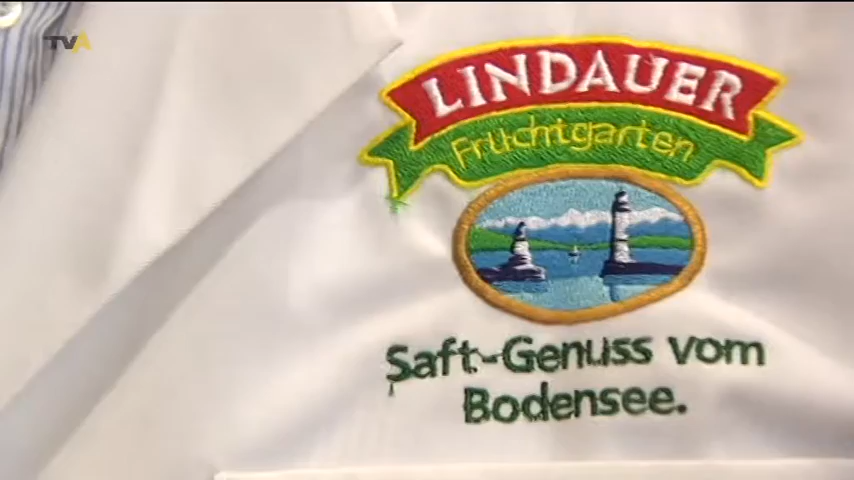 TVA
LINDAUER
Fruchtgarten
Saft-Genuss vom
Bodensee.